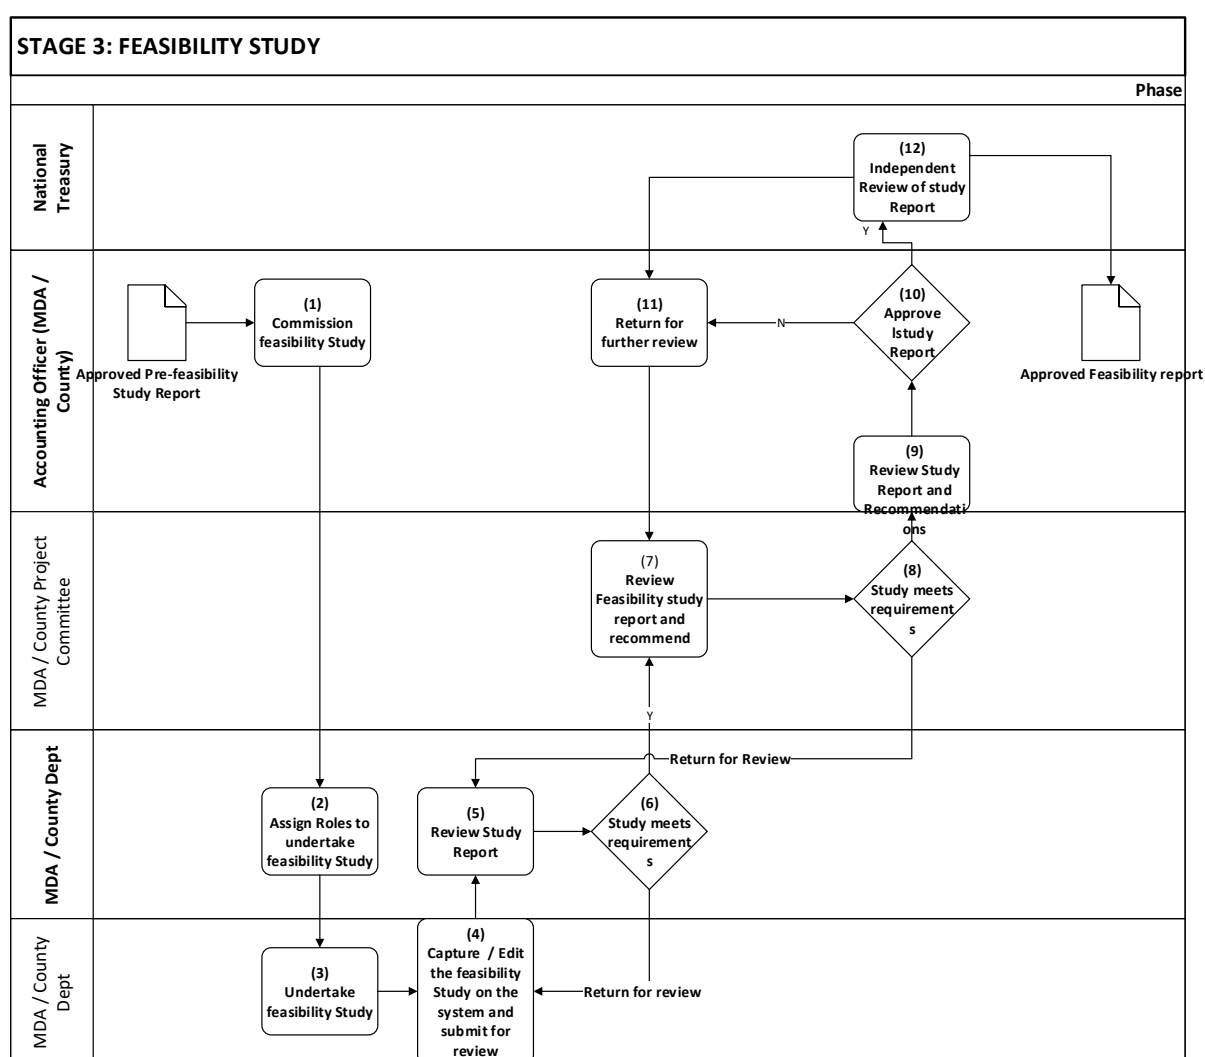 STAGE 3: FEASIBILITY STUDY
Phase
National
Treasury
(12)
Independent
Review of study
Report
Y
Accounting Officer (MDA /
County)
Approved Pre-feasibility
Study Report
(1)
Commission
feasibility Study
(11)
Return for
further review
N
(10)
Approve
lstudy
Report
Approved Feasibility report
(9)
Review Study
Report and
Recommendati
ons
MDA / County Project
Committee
(7)
Review
Feasibility study
report and
recommend
(8)
Study meets
requirement
s
Y
MDA / County Dept
Return for Review
(2)
Assign Roles to
undertake
feasibility Study
(5)
Review Study
Report
(6)
Study meets
requirement
s
MDA / County
Dept
(3)
Undertake
feasibility Study
(4)
Capture / Edit
the feasibility
Study on the
system and
submit for
review
Return for review